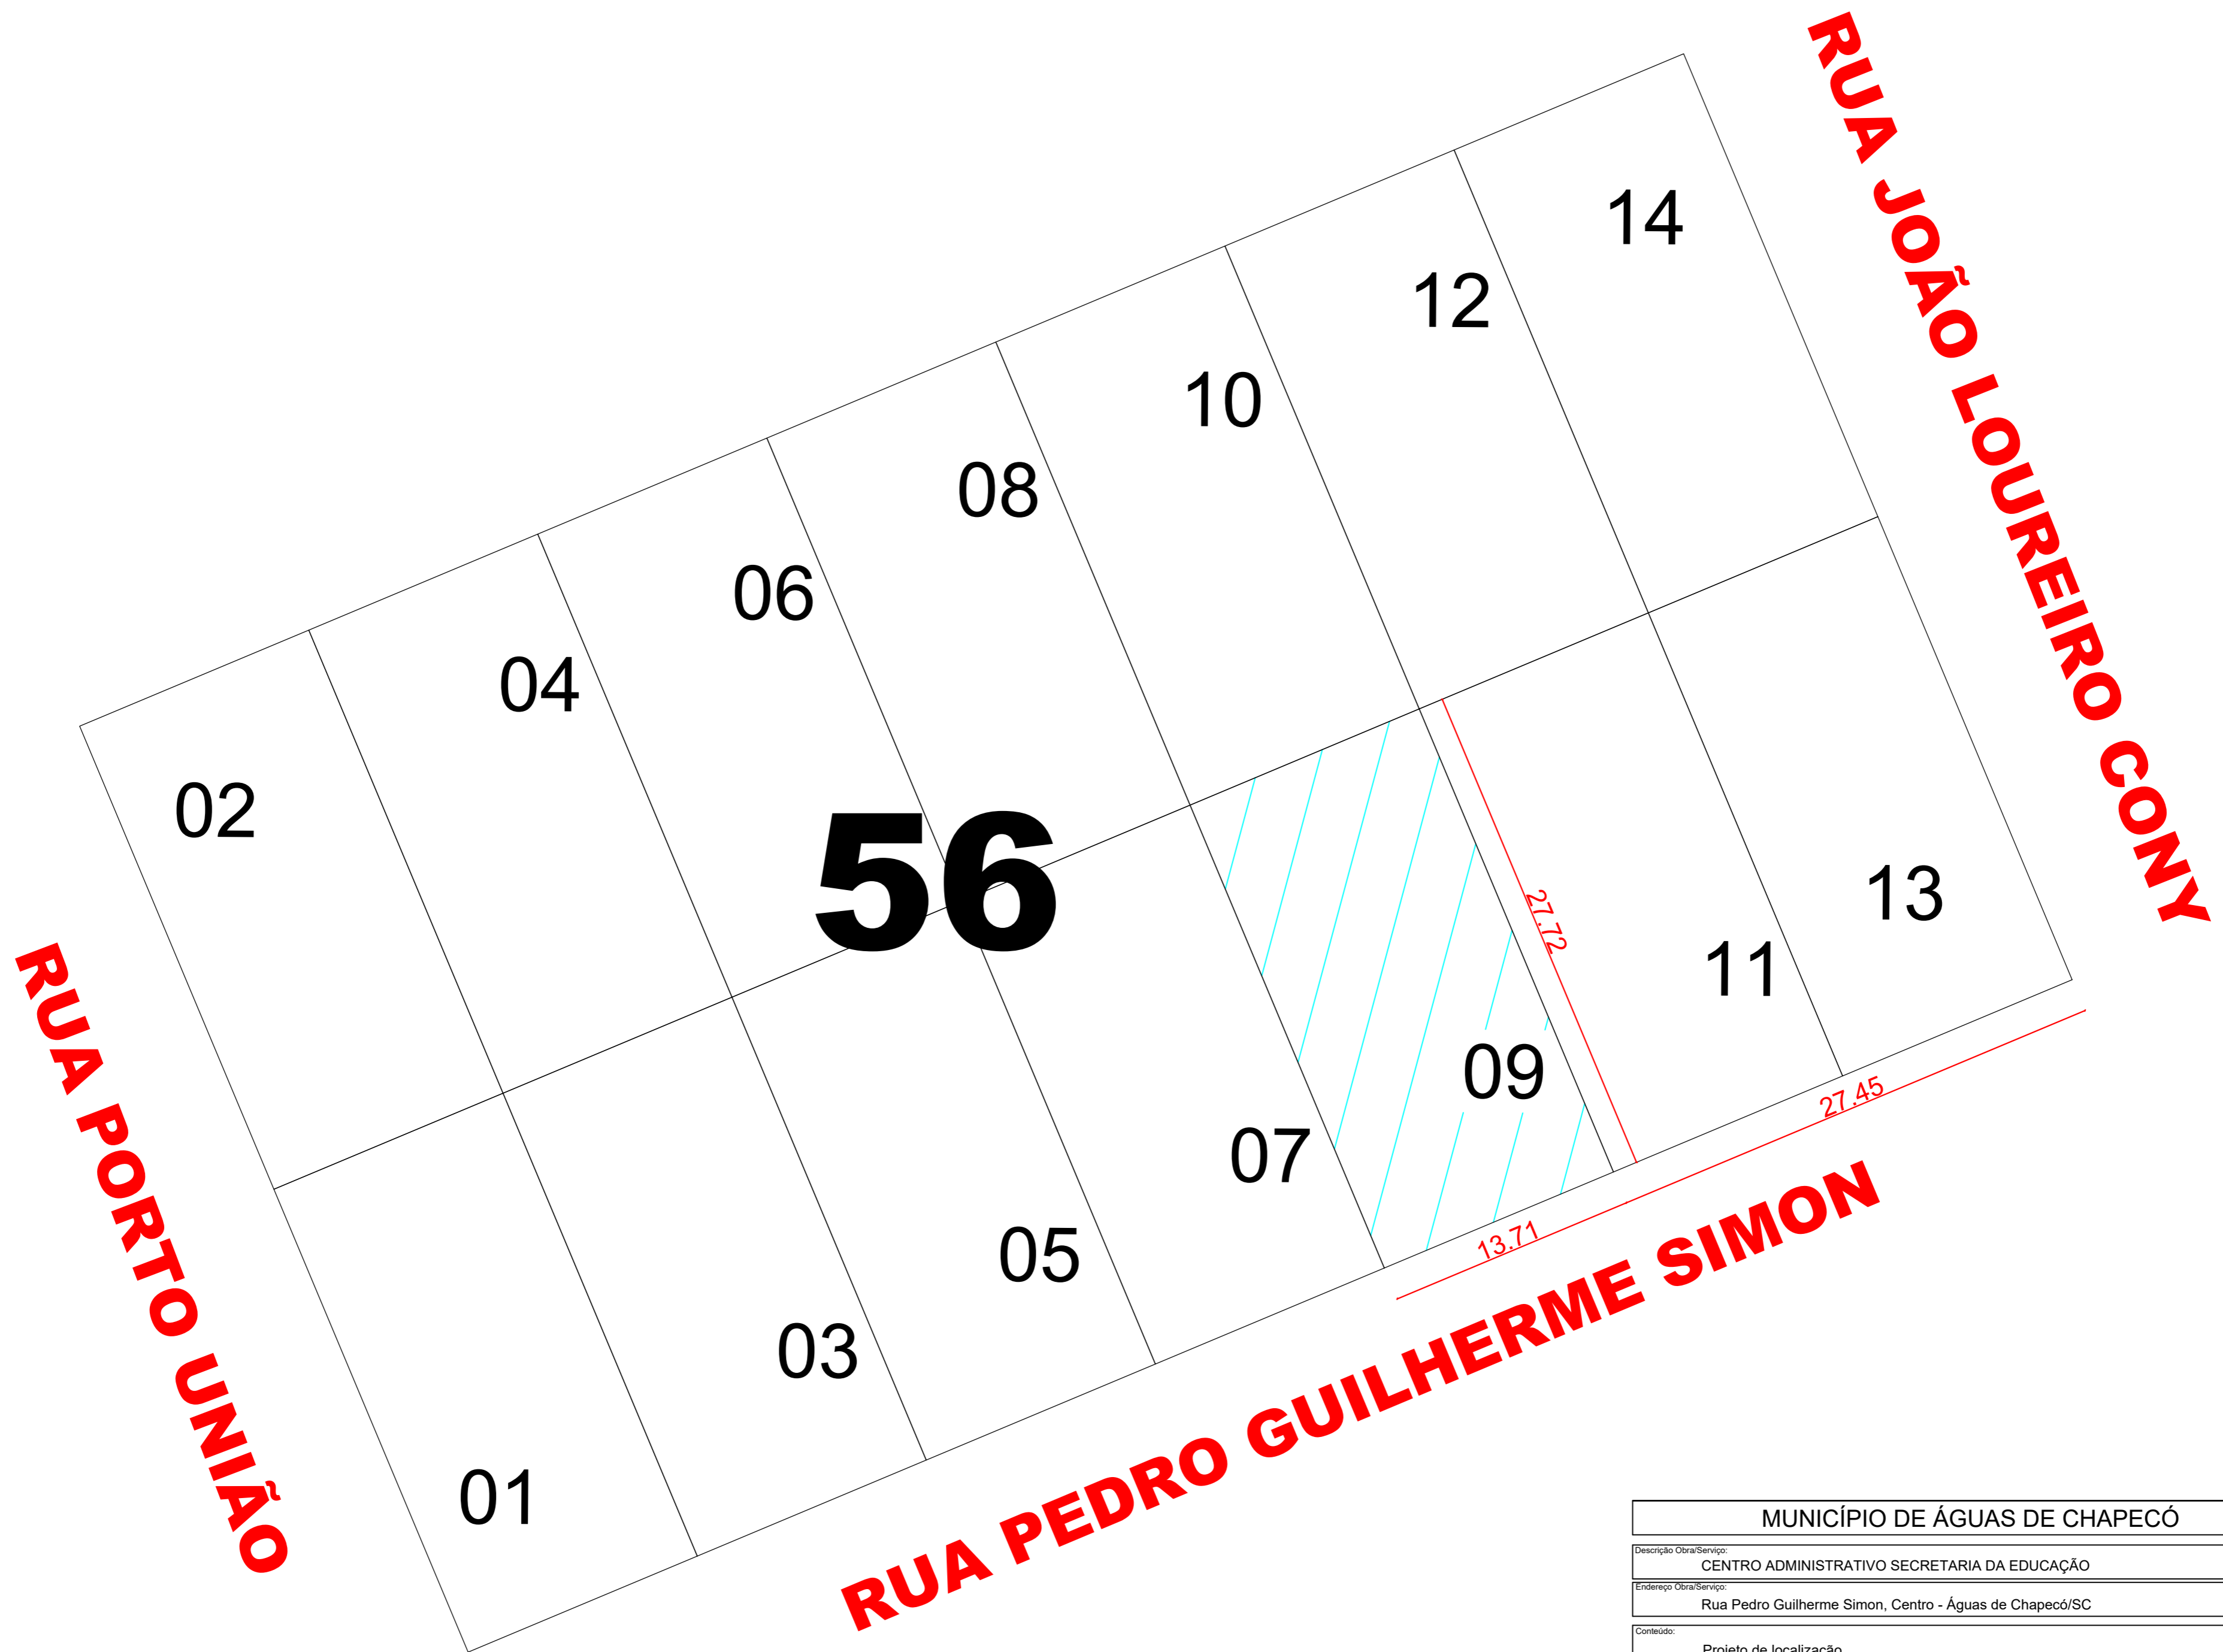 RUA JOÃO LOUREIRO CONY
14
12
10
08
06
04
02
56
27.72
13
11
09
07
05
03
01
27.45
13.71
RUA PORTO UNIÃO
RUA PEDRO GUILHERME SIMON
MUNICÍPIO DE ÁGUAS DE CHAPECÓ
Descrição Obra/Serviço:
CENTRO ADMINISTRATIVO SECRETARIA DA EDUCAÇÃO
Endereço Obra/Serviço:
Rua Pedro Guilherme Simon, Centro - Águas de Chapecó/SC
Conteúdo:
Projeto de localização